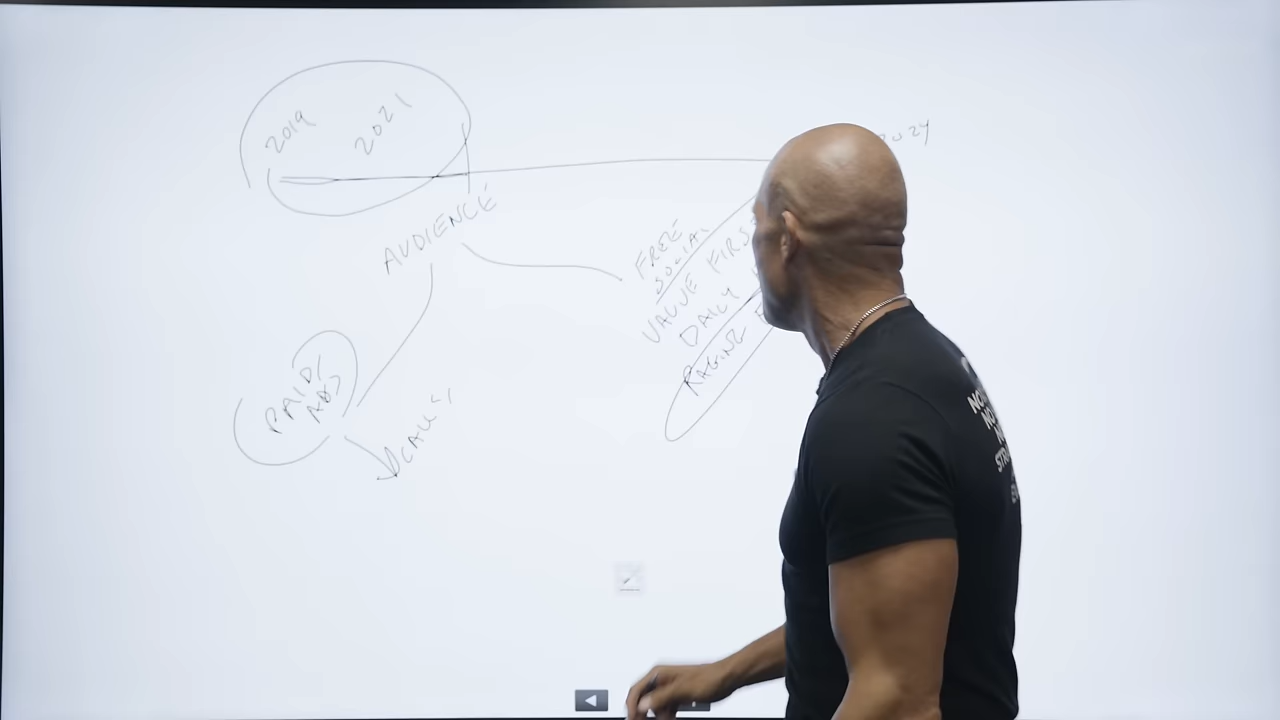 2019
2021
2024
AUDIENCE
FREE
SOCIAL
VALUE FIRST
DAILY
RAGING
PAID/
ADS
CALLS